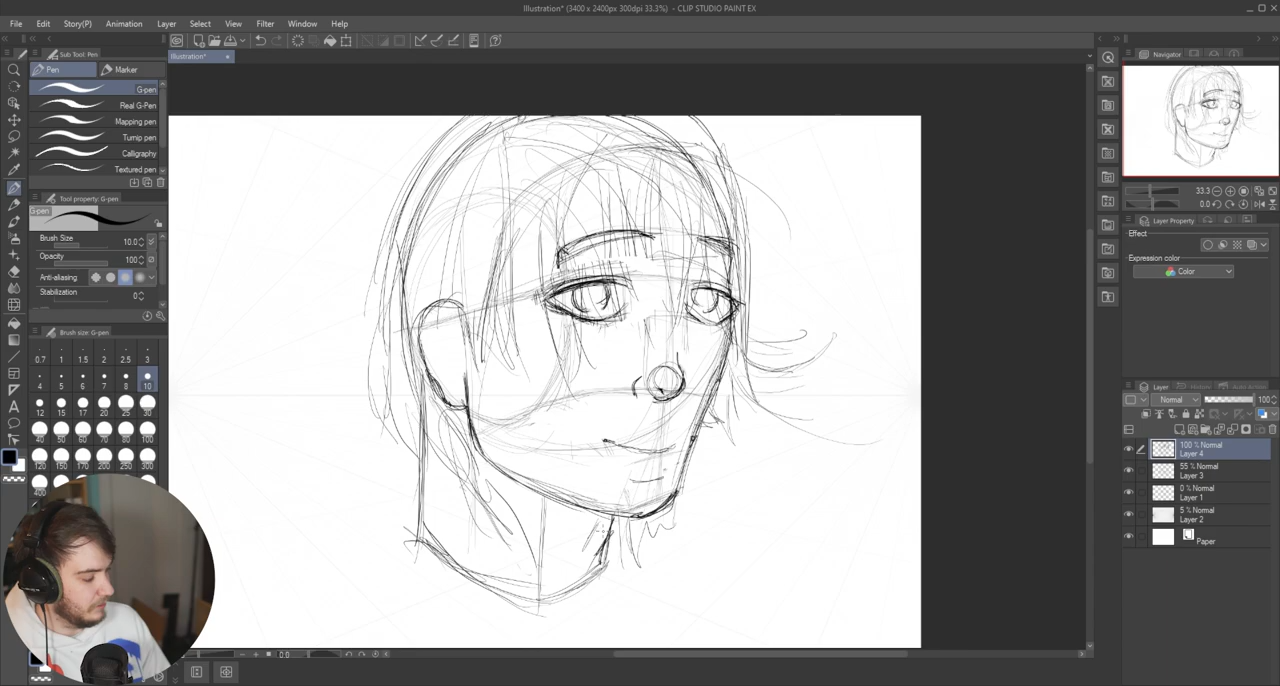 Illustration* (3400 x 2400px 300dpi 33.3%) - CLIP STUDIO PAINT EX
File Edit Story(P) Animation Layer Select View Filter Window Help
Sub Tool: Pen
Illustration*
Navigator
Pen
Marker
G-pen
Real G-Pen
Mapping pen
Turnip pen
Calligraphy
Textured pen
Tool property: G-pen
G-pen
Brush Size 10.0
Opacity 100
Anti-aliasing
Stabilization 0
Brush size: G-pen
0.7 1 1.5 2 2.5 3
4 5 6 7 8 10
12 15 17 20 25 30
40 50 60 70 80 100
120 150 170 200 250 300
400
33.3
0.0
Layer Property
Effect
Expression color
Color
Layer
History
Auto Action
Normal 100
100 % Normal
Layer 4
55 % Normal
Layer 3
0 % Normal
Layer 1
5 % Normal
Layer 2
Paper
0.0